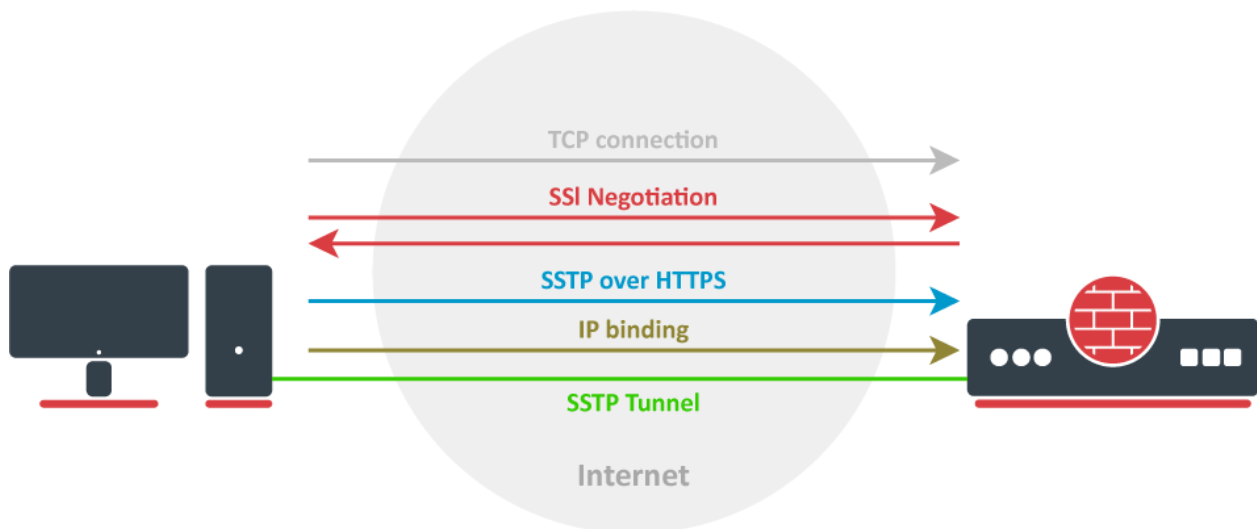 TCP connection
SSl Negotiation
SSTP over HTTPS
IP binding
SSTP Tunnel
Internet